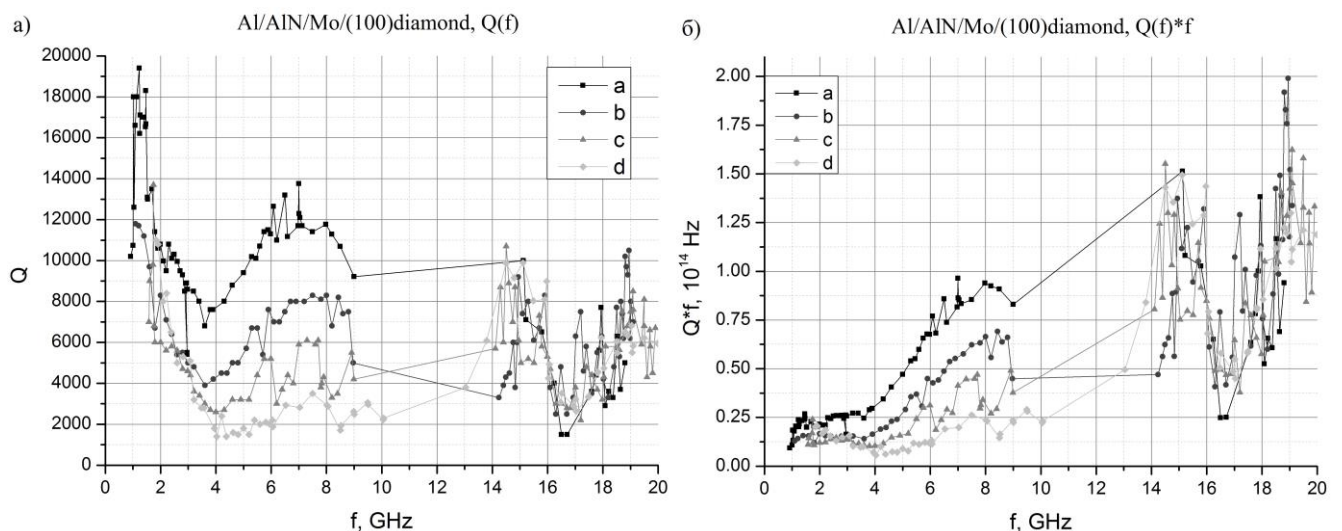 а) Al/AlN/Mo/(100)diamond, Q(f)
20000
18000
16000
14000
12000
10000
8000
6000
4000
2000
0
Q
a
b
c
d
0 2 4 6 8 10 12 14 16 18 20
f, GHz
б) Al/AlN/Mo/(100)diamond, Q(f)*f
2.00
1.75
1.50
1.25
1.00
0.75
0.50
0.25
0.00
Q*f, 10¹⁴ Hz
a
b
c
d
0 2 4 6 8 10 12 14 16 18 20
f, GHz